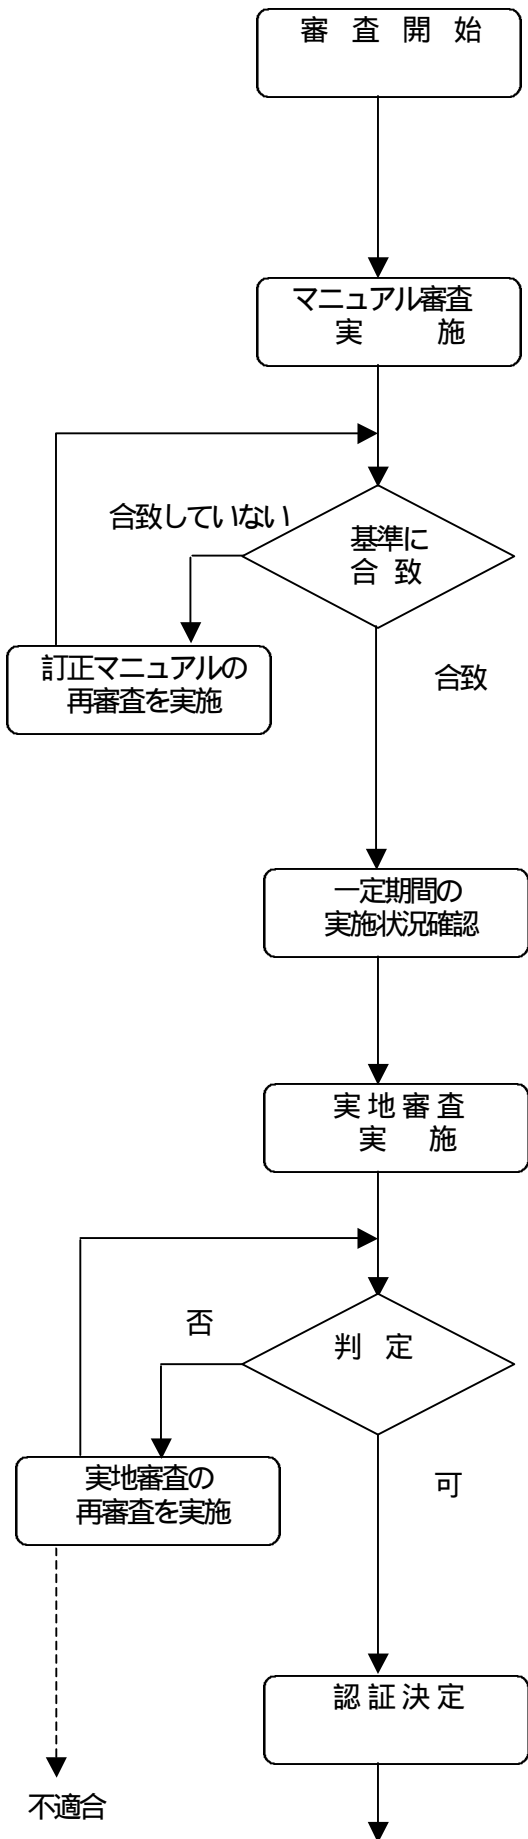 審 査 開 始
マニュアル審査
実 施
合致していない
基準に
合 致
訂正マニュアルの
再審査を実施
合致
一定期間の
実施状況確認
実 地 審 査
実 施
否
判 定
実地審査の
再審査を実施
可
認 証 決 定
不適合